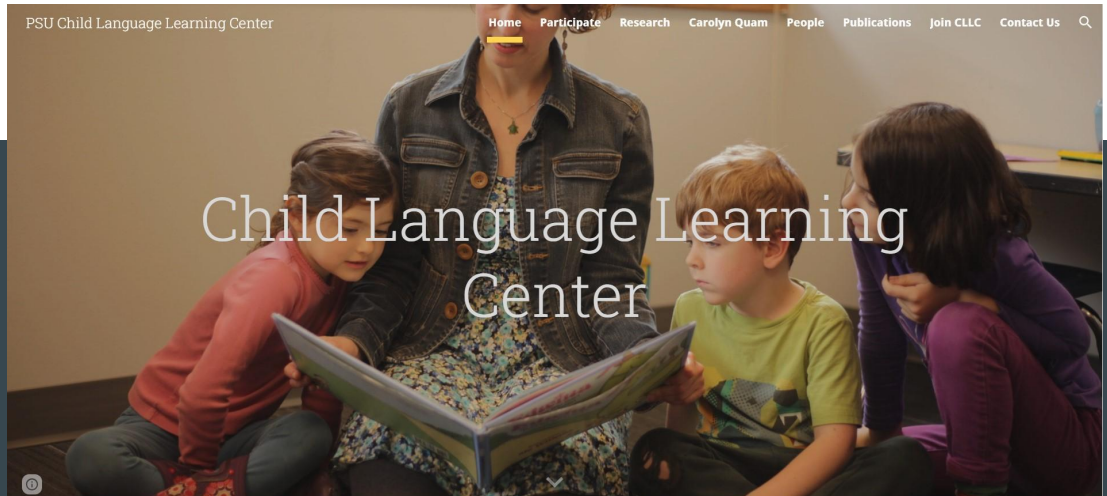 PSU Child Language Learning Center
Home Participate Research Carolyn Quam People Publications Join CLLC Contact Us
Child Language Learning
Center